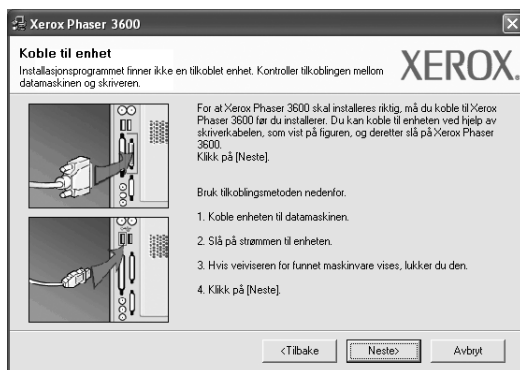 Xerox Phaser 3600
Koble til enhet
Installasjonsprogrammet finner ikke en tilkoblet enhet. Kontroller tilkoblingen mellom
datamaskinen og skriveren.
XEROX.
For at Xerox Phaser 3600 skal installeres riktig, må du koble til Xerox
Phaser 3600 før du installerer. Du kan koble til enheten ved hjelp av
skriverkabelen, som vist på figuren, og deretter slå på Xerox Phaser
3600.
Klikk på [Neste].
Bruk tilkoblingsmetoden nedenfor.
1. Koble enheten til datamaskinen.
2. Slå på strømmen til enheten.
3. Hvis veiviseren for funnet maskinvare vises, lukker du den.
4. Klikk på [Neste].
<Tilbake
Neste>
Avbryt